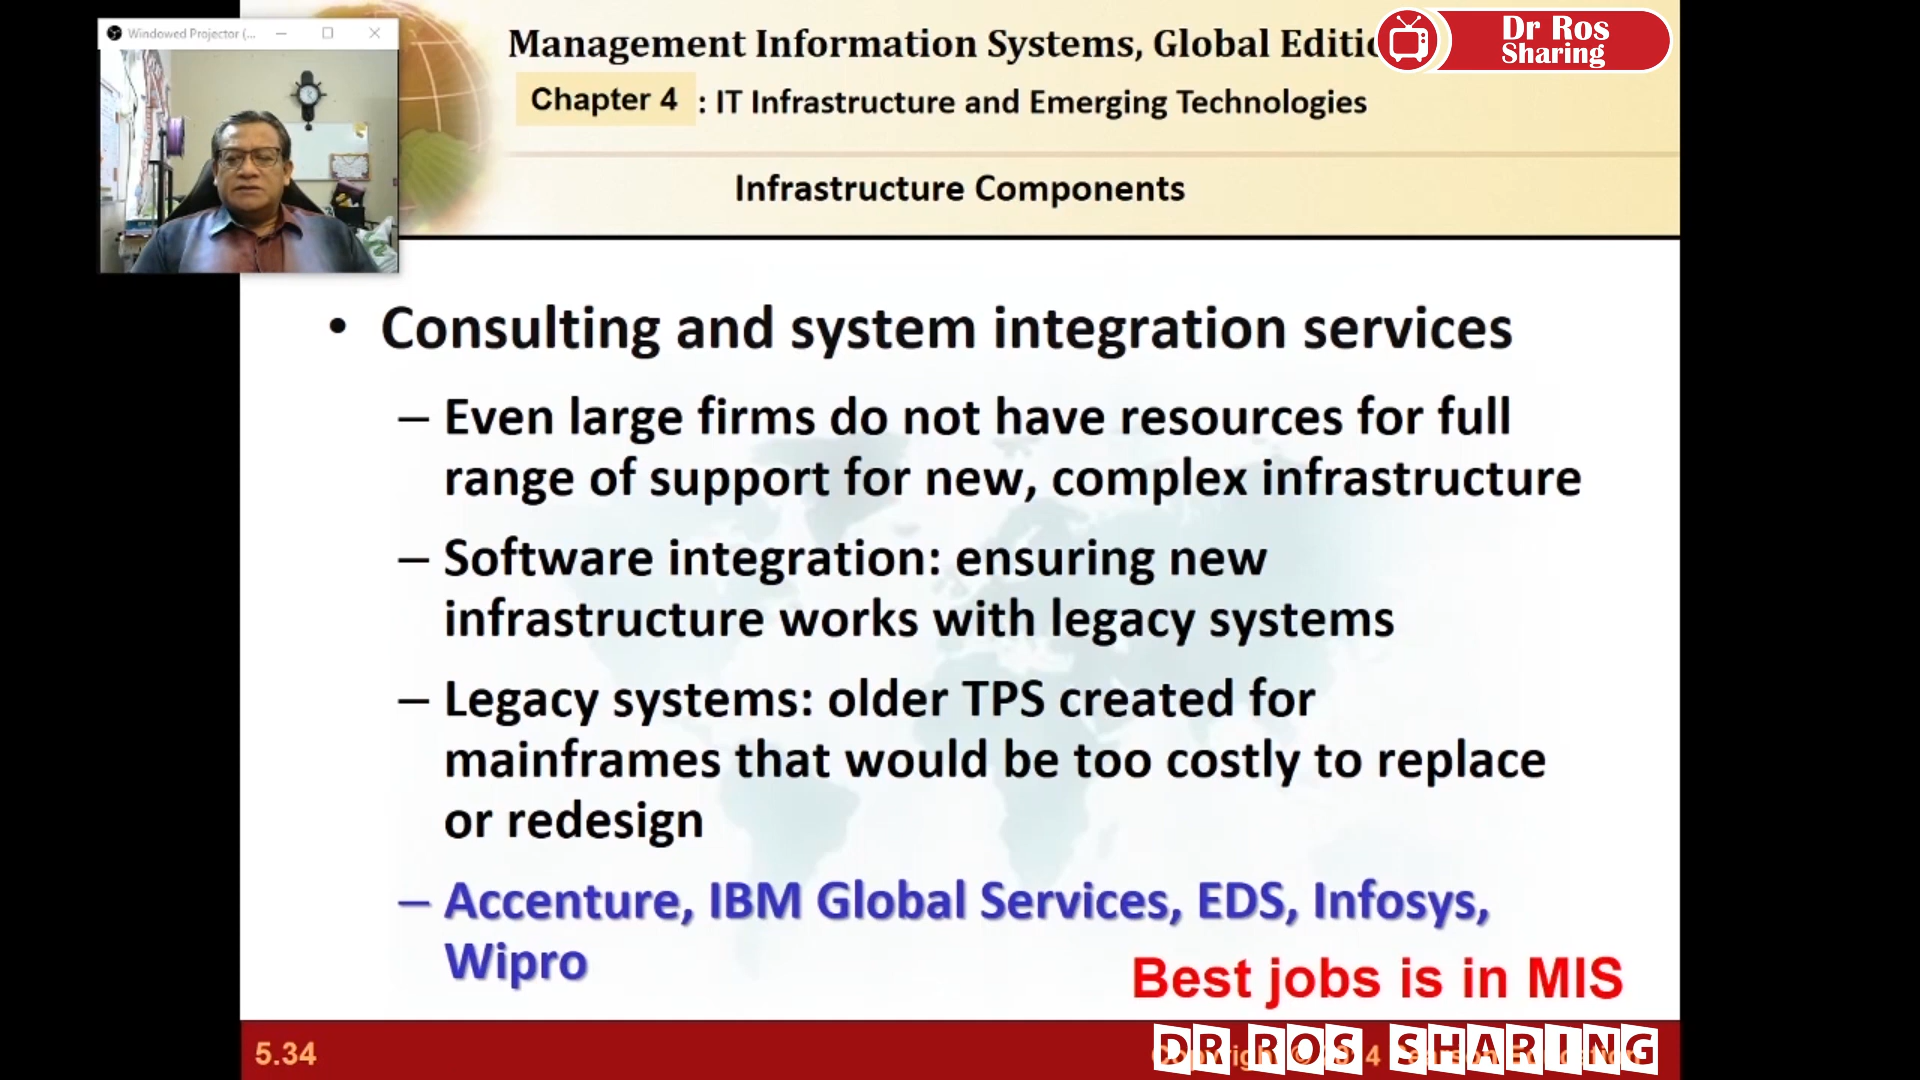 Windowed Projector (...
Management Information Systems, Global Editi
Dr Ros
Sharing
Chapter 4 : IT Infrastructure and Emerging Technologies
Infrastructure Components
• Consulting and system integration services
– Even large firms do not have resources for full
range of support for new, complex infrastructure
– Software integration: ensuring new
infrastructure works with legacy systems
– Legacy systems: older TPS created for
mainframes that would be too costly to replace
or redesign
– Accenture, IBM Global Services, EDS, Infosys,
Wipro
Best jobs is in MIS
5.34
DR ROS SHARING